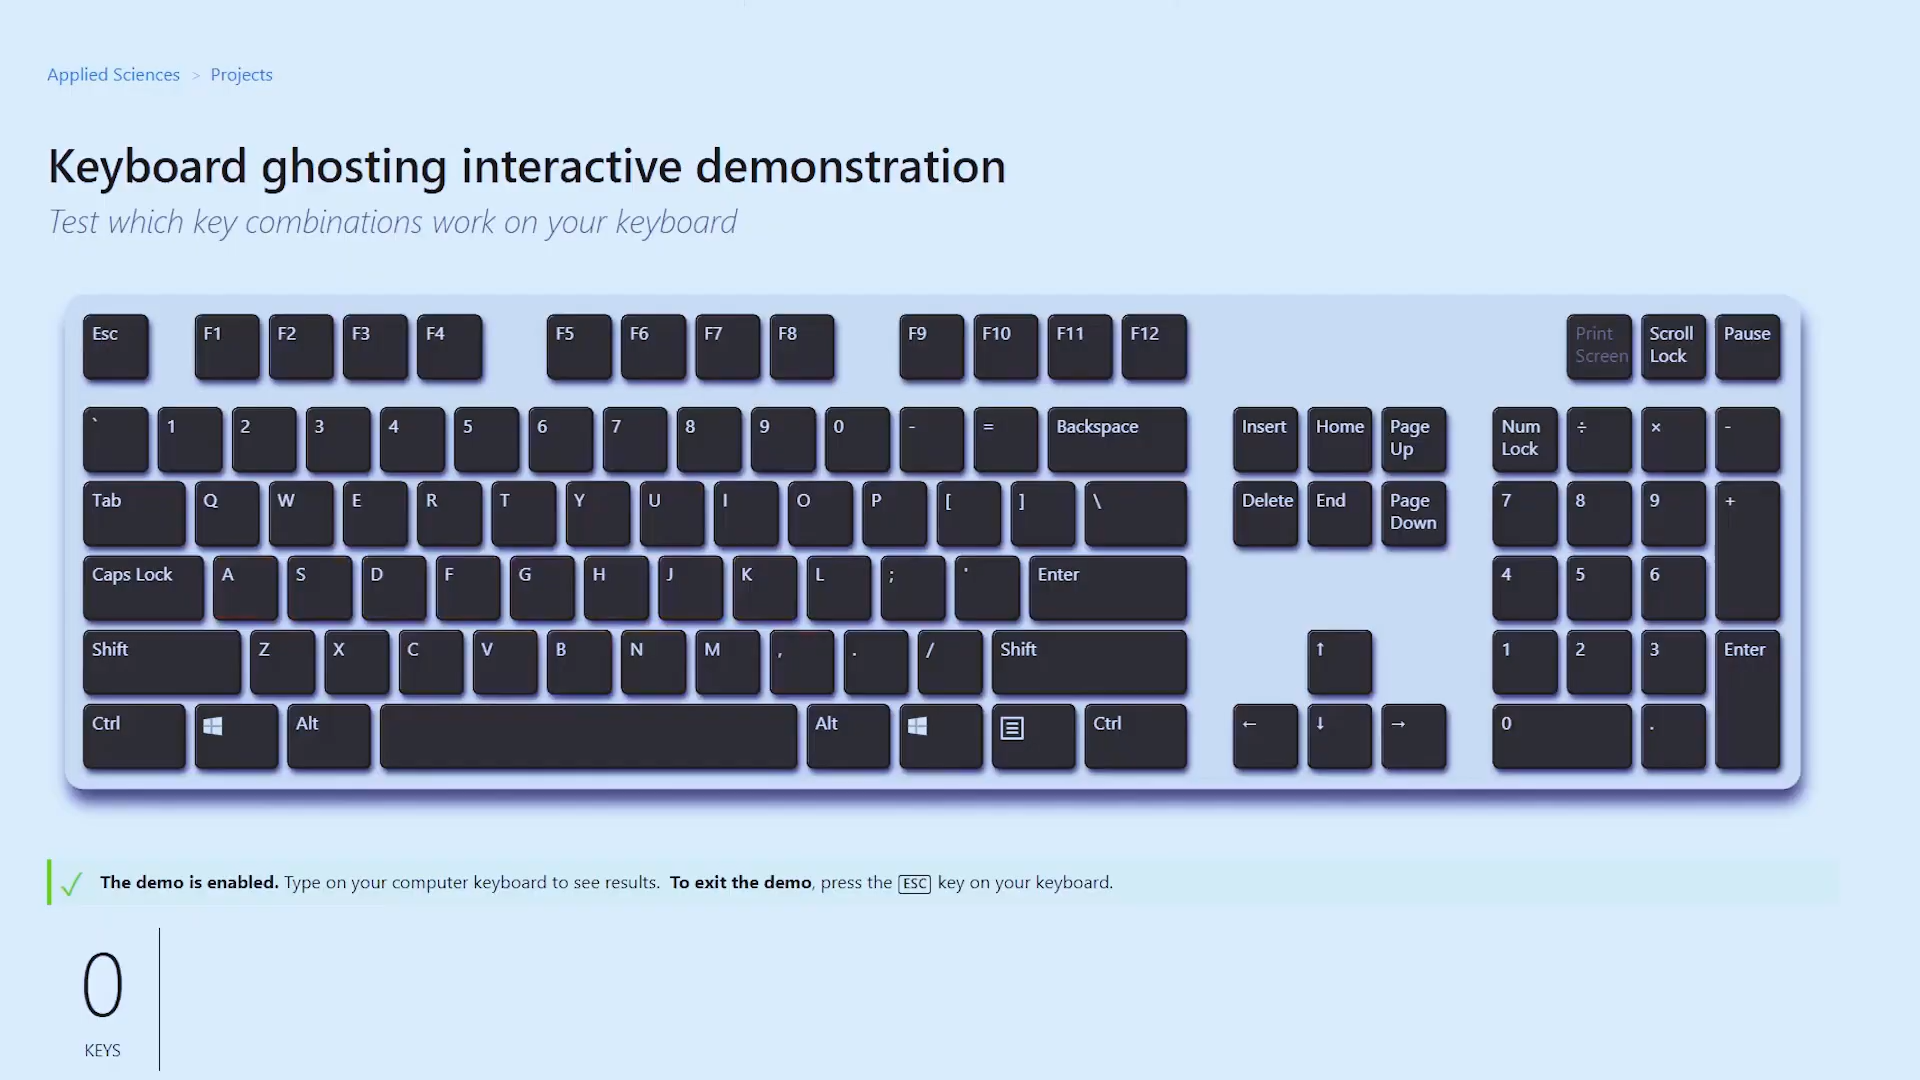 Applied Sciences > Projects
Keyboard ghosting interactive demonstration
Test which key combinations work on your keyboard
Esc F1 F2 F3 F4 F5 F6 F7 F8 F9 F10 F11 F12 Print Screen Scroll Lock Pause
` 1 2 3 4 5 6 7 8 9 0 - = Backspace Insert Home Page Up Num Lock ÷ × -
Tab Q W E R T Y U I O P [ ] \ Delete End Page Down 7 8 9 +
Caps Lock A S D F G H J K L ; ' Enter 4 5 6
Shift Z X C V B N M , . / Shift ↑ 1 2 3 Enter
Ctrl Alt Alt Ctrl ← ↓ → 0 .
The demo is enabled. Type on your computer keyboard to see results. To exit the demo, press the ESC key on your keyboard.
0
KEYS